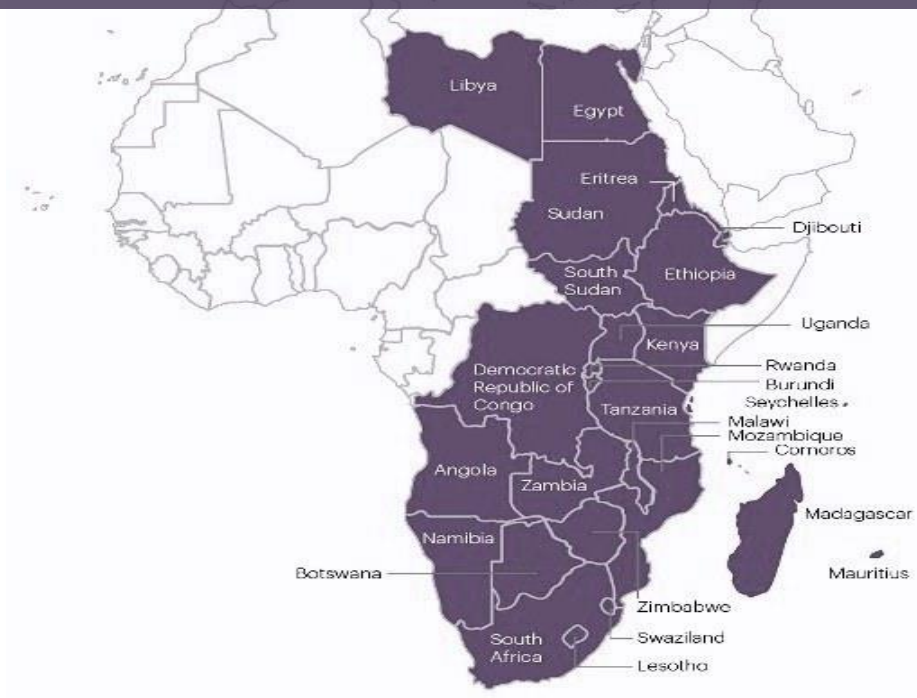 Libya
Egypt
Eritrea
Sudan
Djibouti
South
Sudan
Ethiopia
Uganda
Kenya
Rwanda
Democratic
Republic of
Congo
Burundi
Seychelles
Tanzania
Malawi
Mozambique
Comoros
Angola
Zambia
Madagascar
Namibia
Botswana
Mauritius
Zimbabwe
South
Africa
Swaziland
Lesotho